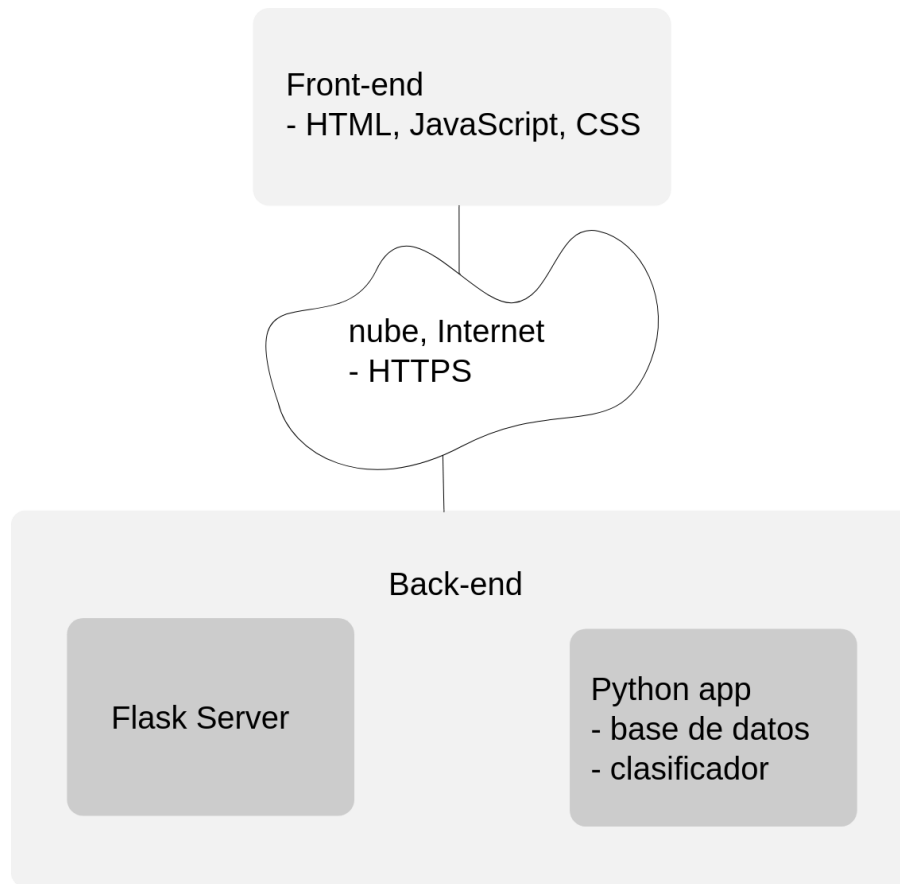 Front-end
- HTML, JavaScript, CSS
nube, Internet
- HTTPS
Back-end
Flask Server
Python app
- base de datos
- clasificador